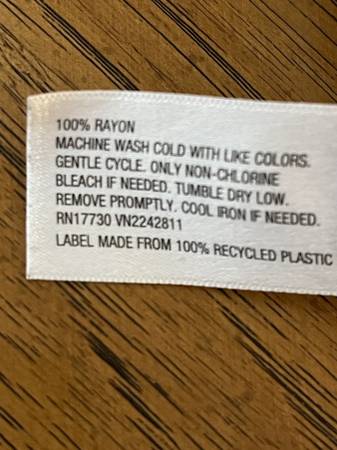 100% RAYON
MACHINE WASH COLD WITH LIKE COLORS.
GENTLE CYCLE. ONLY NON-CHLORINE
BLEACH IF NEEDED. TUMBLE DRY LOW.
REMOVE PROMPTLY. COOL IRON IF NEEDED.
RN17730 VN2242811
LABEL MADE FROM 100% RECYCLED PLASTIC